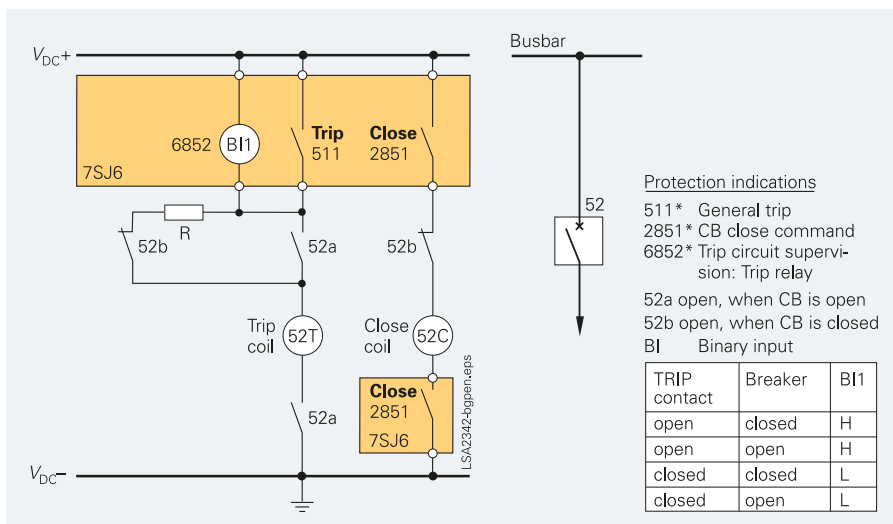 V_DC+
Busbar
6852
BI1
Trip
511
Close
2851
7SJ6
R
52b
52a
52b
52
Protection indications
511* General trip
2851* CB close command
6852* Trip circuit supervi-
sion: Trip relay
52a open, when CB is open
52b open, when CB is closed
BI Binary input
Trip
coil
52T
Close
coil
52C
Close
2851
7SJ6
52a
LSA2342-bgpen.eps
TRIP contact Breaker BI1
open closed H
open open H
closed closed L
closed open L
V_DC−